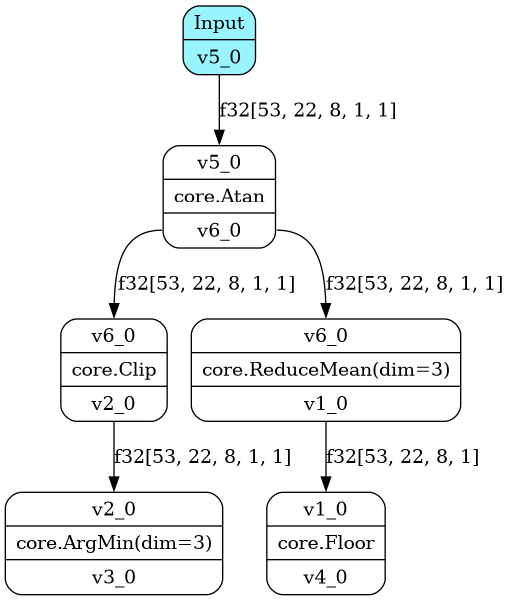 Input
v5_0
f32[53, 22, 8, 1, 1]
v5_0
core.Atan
v6_0
f32[53, 22, 8, 1, 1]
f32[53, 22, 8, 1, 1]
v6_0
core.Clip
v2_0
v6_0
core.ReduceMean(dim=3)
v1_0
f32[53, 22, 8, 1, 1]
f32[53, 22, 8, 1]
v2_0
core.ArgMin(dim=3)
v3_0
v1_0
core.Floor
v4_0